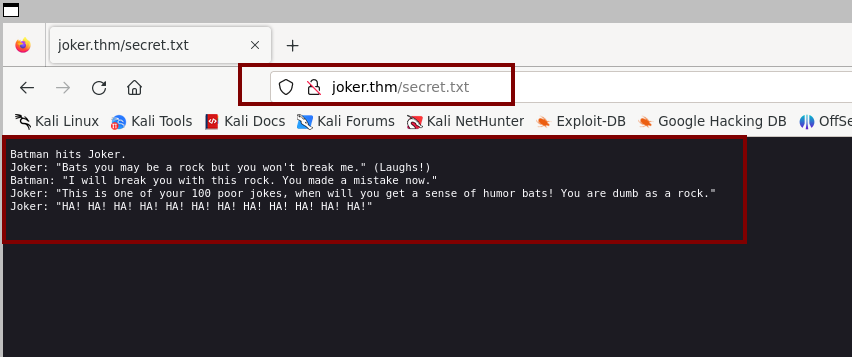 joker.thm/secret.txt
joker.thm/secret.txt
Kali Linux Kali Tools Kali Docs Kali Forums Kali NetHunter Exploit-DB Google Hacking DB OffSe
Batman hits Joker.
Joker: "Bats you may be a rock but you won't break me." (Laughs!)
Batman: "I will break you with this rock. You made a mistake now."
Joker: "This is one of your 100 poor jokes, when will you get a sense of humor bats! You are dumb as a rock."
Joker: "HA! HA! HA! HA! HA! HA! HA! HA! HA! HA! HA! HA!"